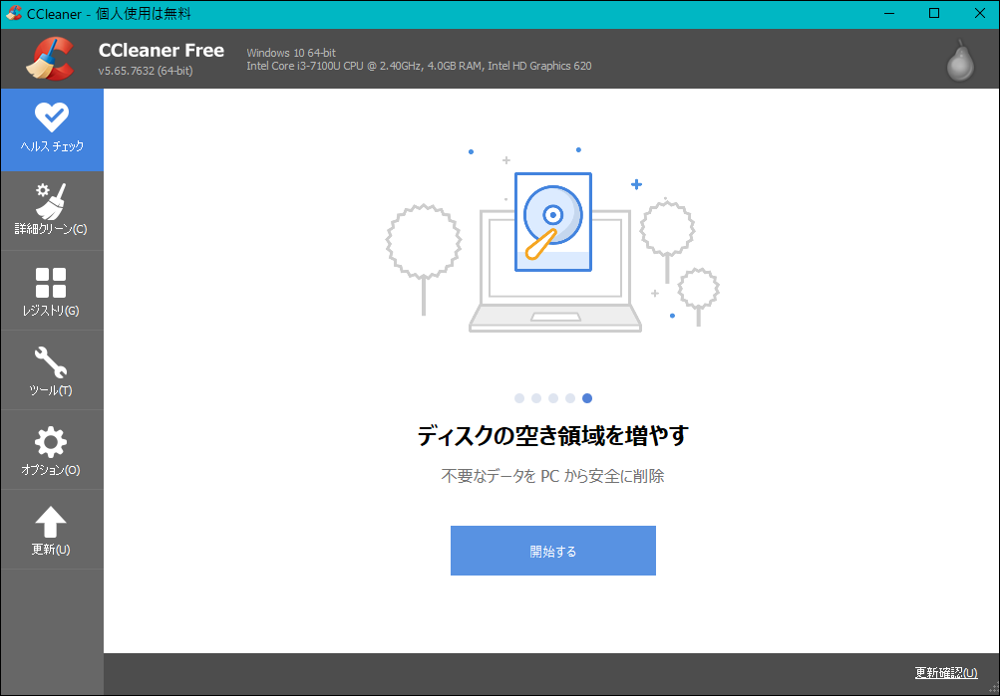 CCleaner - 個人使用は無料
CCleaner Free
v5.65.7632 (64-bit)
Windows 10 64-bit
Intel Core i3-7100U CPU @ 2.40GHz, 4.0GB RAM, Intel HD Graphics 620
ヘルス チェック
詳細クリーン(C)
レジストリ(G)
ツール(T)
オプション(O)
更新(U)
ディスクの空き領域を増やす
不要なデータを PC から安全に削除
開始する
更新確認(U)